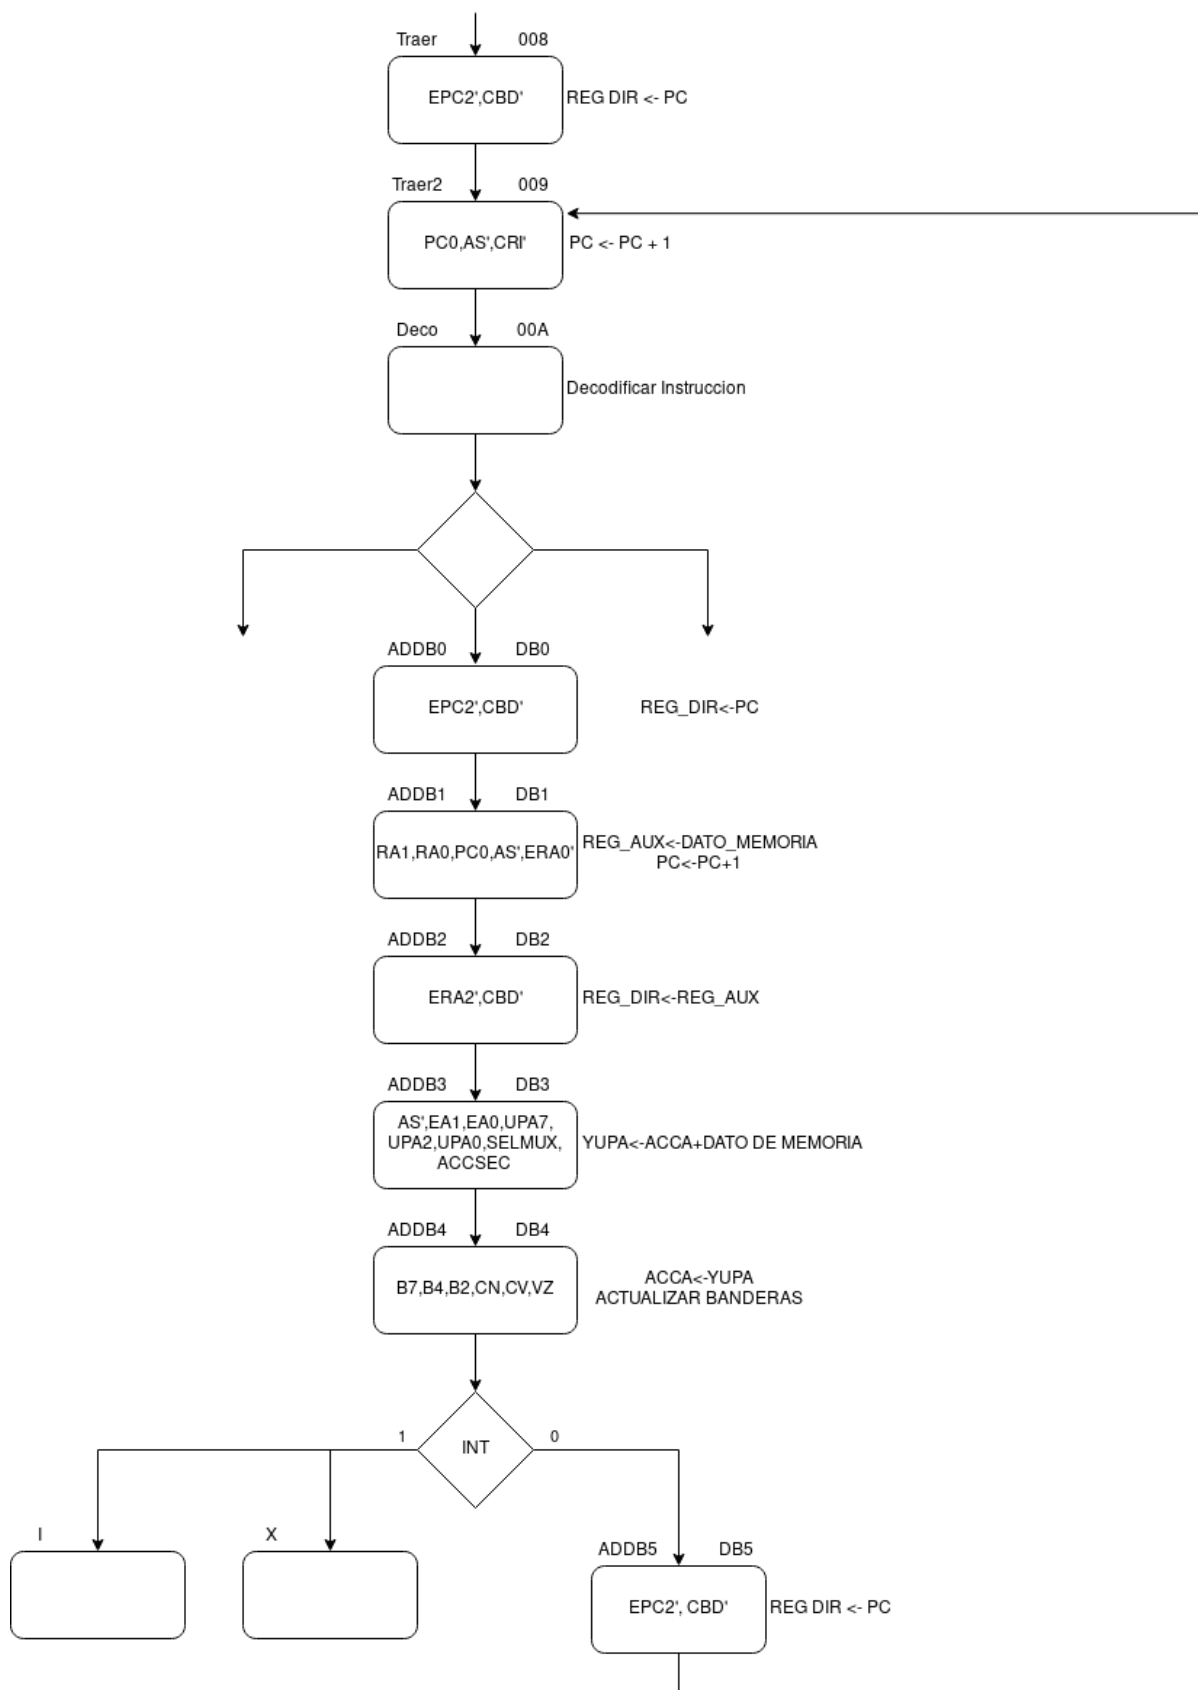 Traer 008
EPC2',CBD'
REG DIR <- PC
Traer2 009
PC0,AS',CRI'
PC <- PC + 1
Deco 00A
Decodificar Instruccion
ADDB0 DB0
EPC2',CBD'
REG_DIR<-PC
ADDB1 DB1
RA1,RA0,PC0,AS',ERA0'
REG_AUX<-DATO_MEMORIA
PC<-PC+1
ADDB2 DB2
ERA2',CBD'
REG_DIR<-REG_AUX
ADDB3 DB3
AS',EA1,EA0,UPA7,
UPA2,UPA0,SELMUX,
ACCSEC
YUPA<-ACCA+DATO DE MEMORIA
ADDB4 DB4
B7,B4,B2,CN,CV,VZ
ACCA<-YUPA
ACTUALIZAR BANDERAS
1 INT 0
I
X
ADDB5 DB5
EPC2', CBD'
REG DIR <- PC